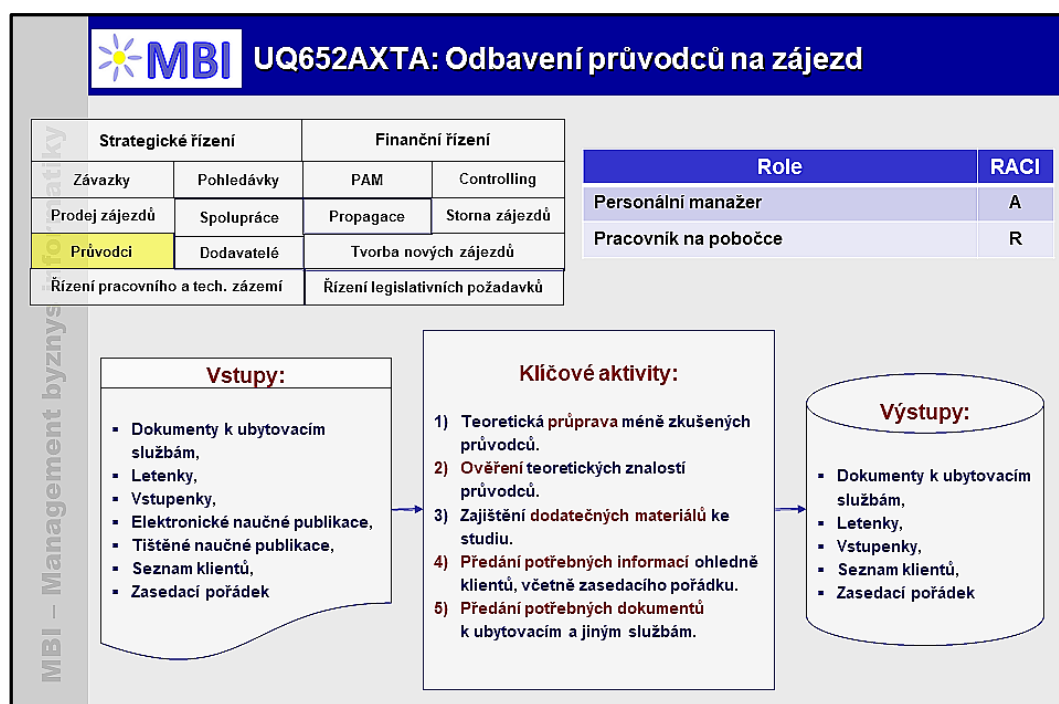 MBI
UQ652AXTA: Odbavení průvodců na zájezd
MBI – Management byznys informatiky
Strategické řízení
Finanční řízení
Závazky
Pohledávky
PAM
Controlling
Prodej zájezdů
Spolupráce
Propagace
Storna zájezdů
Průvodci
Dodavatelé
Tvorba nových zájezdů
Řízení pracovního a tech. zázemí
Řízení legislativních požadavků
Role
RACI
Personální manažer
A
Pracovník na pobočce
R
Vstupy:
▪ Dokumenty k ubytovacím
službám,
▪ Letenky,
▪ Vstupenky,
▪ Elektronické naučné publikace,
▪ Tištěné naučné publikace,
▪ Seznam klientů,
▪ Zasedací pořádek
Klíčové aktivity:
1) Teoretická průprava méně zkušených
průvodců.
2) Ověření teoretických znalostí
průvodců.
3) Zajištění dodatečných materiálů ke
studiu.
4) Předání potřebných informací ohledně
klientů, včetně zasedacího pořádku.
5) Předání potřebných dokumentů
k ubytovacím a jiným službám.
Výstupy:
▪ Dokumenty k ubytovacím
službám,
▪ Letenky,
▪ Vstupenky,
▪ Seznam klientů,
▪ Zasedací pořádek